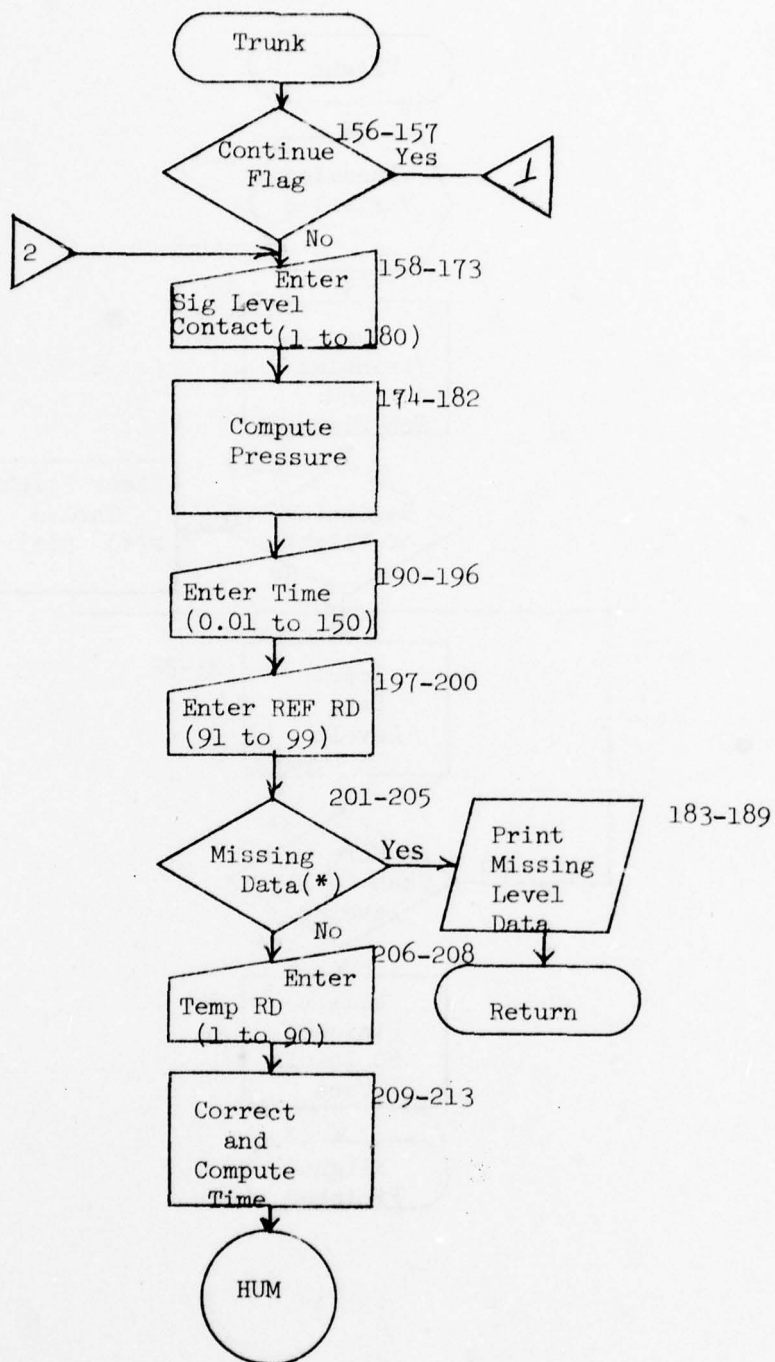 Trunk
156-157
Continue
Flag
Yes
1
2
No
Enter
158-173
Sig Level
Contact
(1 to 180)
174-182
Compute
Pressure
190-196
Enter Time
(0.01 to 150)
197-200
Enter REF RD
(91 to 99)
201-205
183-189
Missing
Data(*)
Yes
Print
Missing
Level
Data
No
206-208
Enter
Temp RD
(1 to 90)
Return
209-213
Correct
and
Compute
Time
HUM